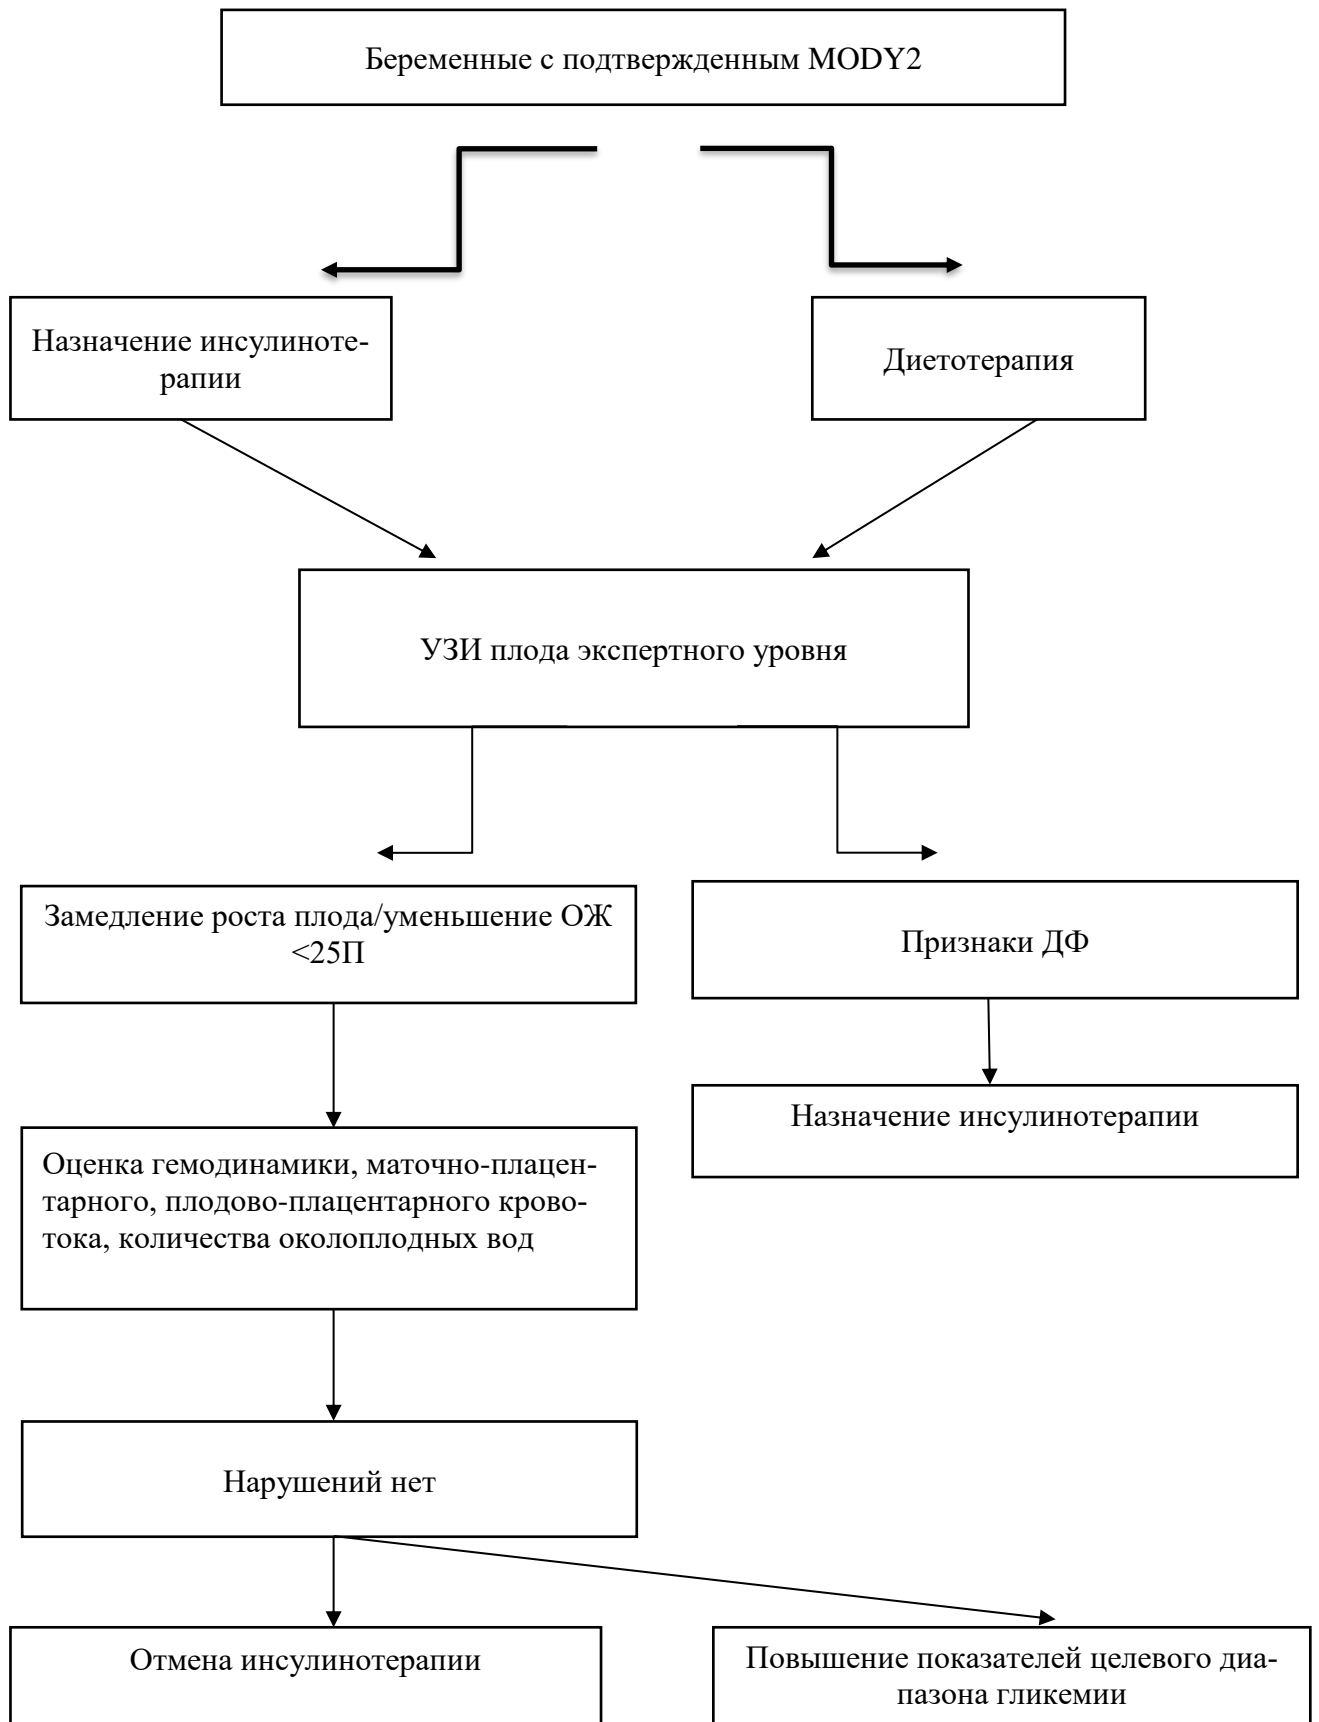 Беременные с подтвержденным MODY2
Назначение инсулиноте-
рапии
Диетотерапия
УЗИ плода экспертного уровня
Замедление роста плода/уменьшение ОЖ
<25П
Признаки ДФ
Назначение инсулинотерапии
Оценка гемодинамики, маточно-плацен-
тарного, плодово-плацентарного крово-
тока, количества околоплодных вод
Нарушений нет
Отмена инсулинотерапии
Повышение показателей целевого диа-
пазона гликемии